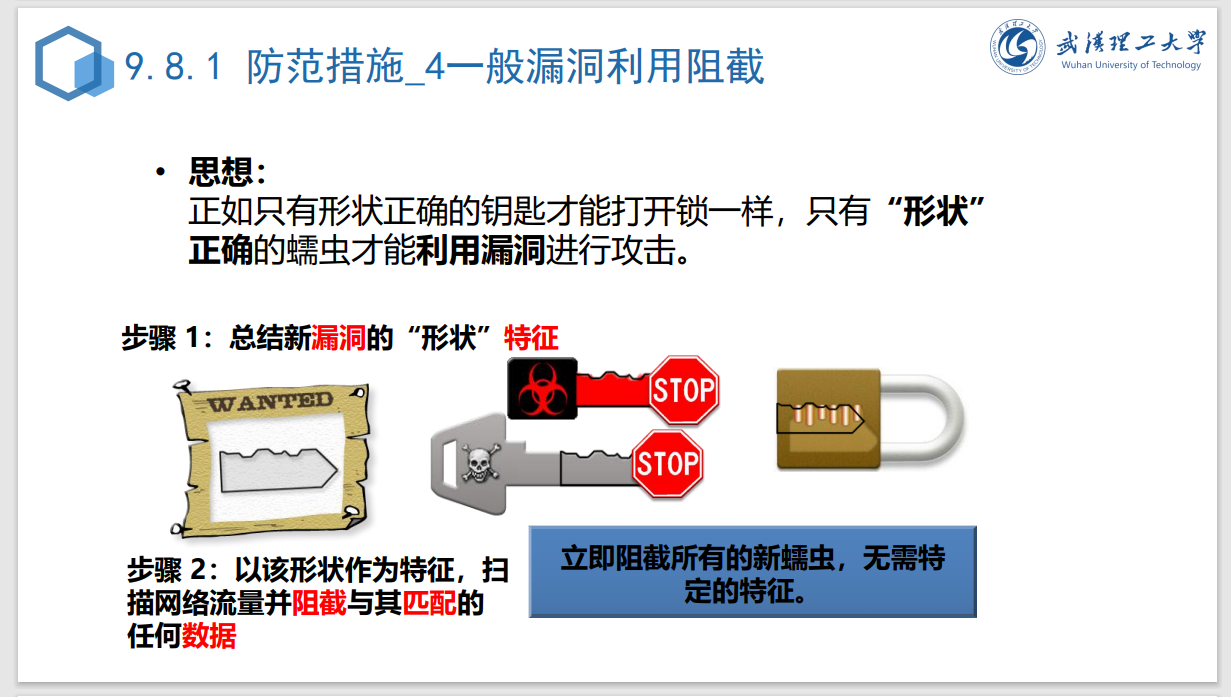 9.8.1 防范措施_4一般漏洞利用阻截
武汉理工大学
Wuhan University of Technology
• 思想：
正如只有形状正确的钥匙才能打开锁一样，只有“形状”
正确的蠕虫才能利用漏洞进行攻击。
步骤 1：总结新漏洞的“形状”特征
WANTED
STOP
STOP
步骤 2：以该形状作为特征，扫
描网络流量并阻截与其匹配的
任何数据
立即阻截所有的新蠕虫，无需特
定的特征。